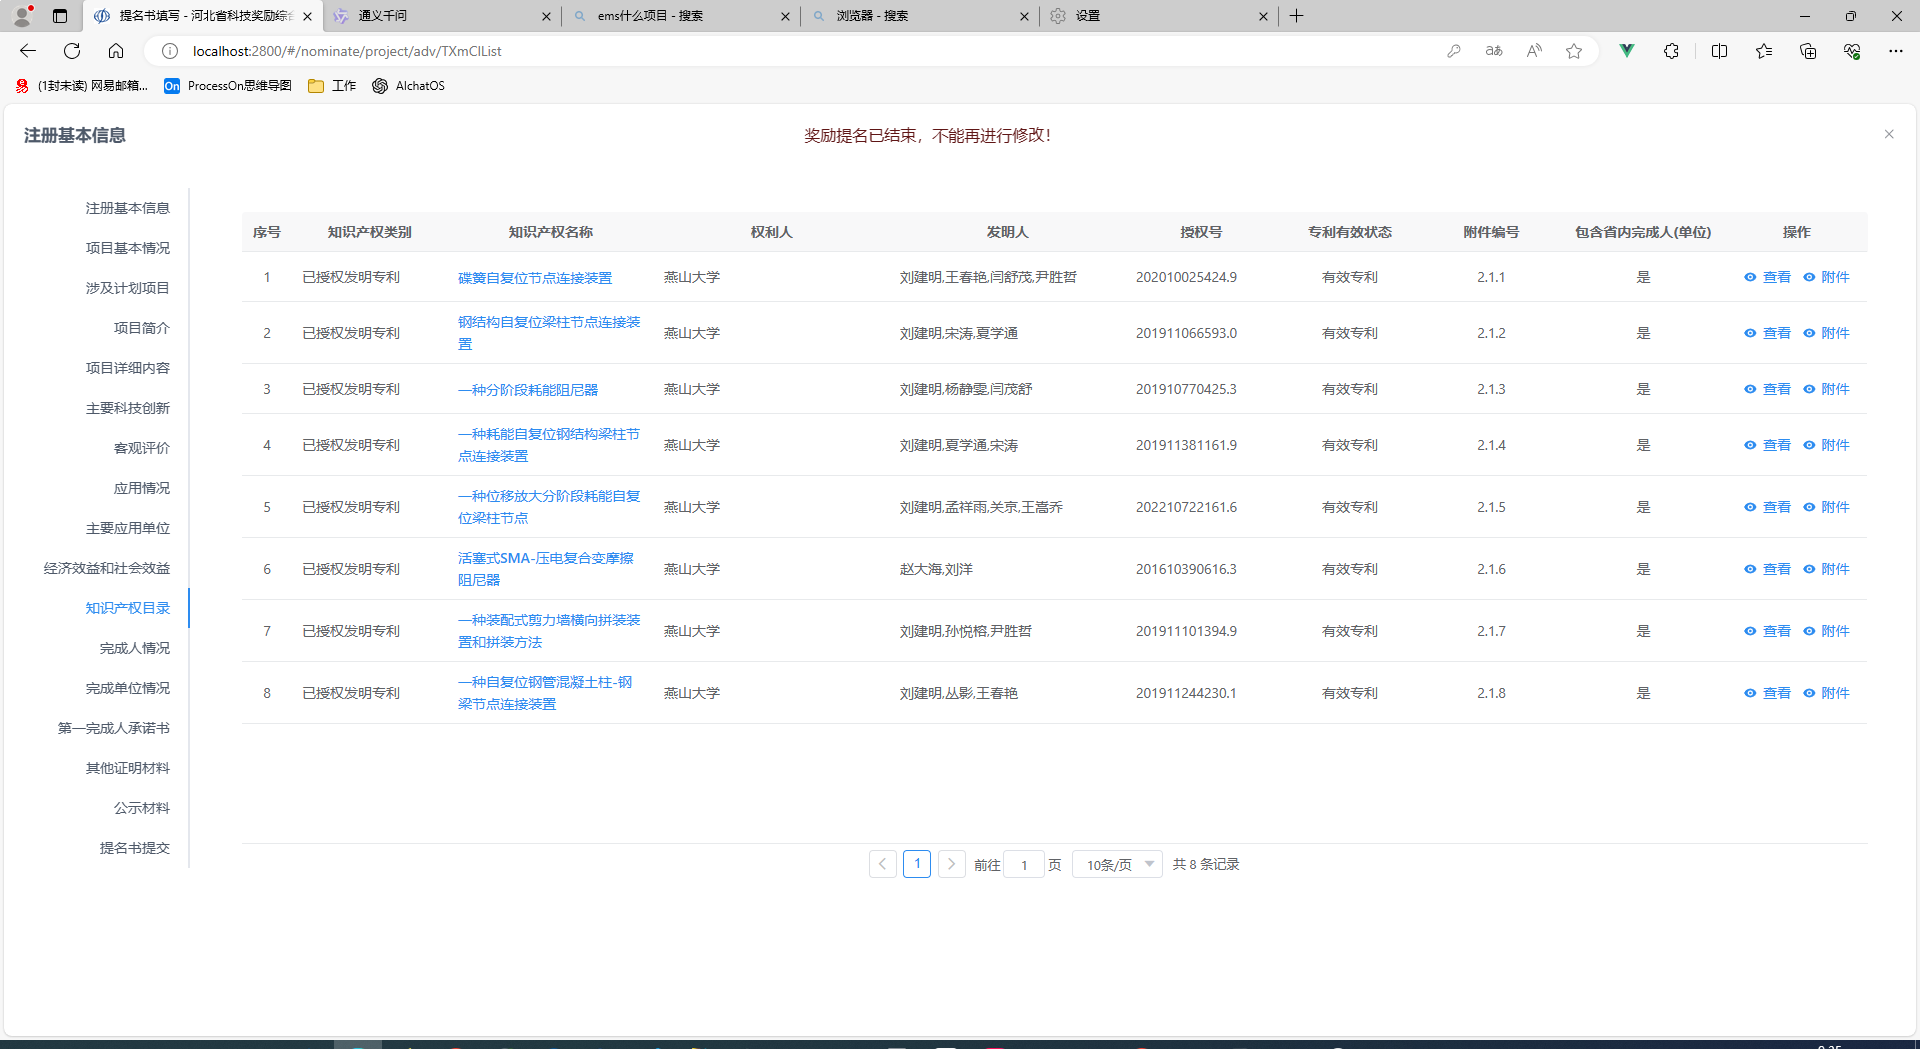 提名书填写 - 河北省科技奖励综合
通义千问
ems什么项目 - 搜索
浏览器 - 搜索
设置
localhost:2800/#/nominate/project/adv/TXmClList
(1封未读) 网易邮箱...
On ProcessOn思维导图
工作
AIchatOS
注册基本信息
奖励提名已结束，不能再进行修改！
注册基本信息
项目基本情况
涉及计划项目
项目简介
项目详细内容
主要科技创新
客观评价
应用情况
主要应用单位
经济效益和社会效益
知识产权目录
完成人情况
完成单位情况
第一完成人承诺书
其他证明材料
公示材料
提名书提交
序号 知识产权类别 知识产权名称 权利人 发明人 授权号 专利有效状态 附件编号 包含省内完成人(单位) 操作
1 已授权发明专利 碟簧自复位节点连接装置 燕山大学 刘建明,王春艳,闫舒茂,尹胜哲 202010025424.9 有效专利 2.1.1 是 查看 附件
2 已授权发明专利 钢结构自复位梁柱节点连接装
置 燕山大学 刘建明,宋涛,夏学通 201911066593.0 有效专利 2.1.2 是 查看 附件
3 已授权发明专利 一种分阶段耗能阻尼器 燕山大学 刘建明,杨静雯,闫茂舒 201910770425.3 有效专利 2.1.3 是 查看 附件
4 已授权发明专利 一种耗能自复位钢结构梁柱节
点连接装置 燕山大学 刘建明,夏学通,宋涛 201911381161.9 有效专利 2.1.4 是 查看 附件
5 已授权发明专利 一种位移放大分阶段耗能自复
位梁柱节点 燕山大学 刘建明,孟祥雨,关京,王嵩乔 202210722161.6 有效专利 2.1.5 是 查看 附件
6 已授权发明专利 活塞式SMA-压电复合变摩擦
阻尼器 燕山大学 赵大海,刘洋 201610390616.3 有效专利 2.1.6 是 查看 附件
7 已授权发明专利 一种装配式剪力墙横向拼装装
置和拼装方法 燕山大学 刘建明,孙悦榕,尹胜哲 201911101394.9 有效专利 2.1.7 是 查看 附件
8 已授权发明专利 一种自复位钢管混凝土柱-钢
梁节点连接装置 燕山大学 刘建明,丛影,王春艳 201911244230.1 有效专利 2.1.8 是 查看 附件
1 前往 1 页 10条/页 共 8 条记录